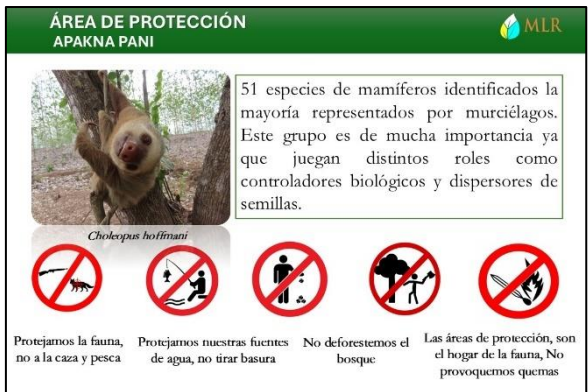 ÁREA DE PROTECCIÓN
APAKNA PANI
MLR
51 especies de mamíferos identificados la
mayoría representados por murciélagos.
Este grupo es de mucha importancia ya
que juegan distintos roles como
controladores biológicos y dispersores de
semillas.
Choleopus hoffmani
Protejamos la fauna,
no a la caza y pesca
Protejamos nuestras fuentes
de agua, no tirar basura
No deforestemos el
bosque
Las áreas de protección, son
el hogar de la fauna, No
provoquemos quemas